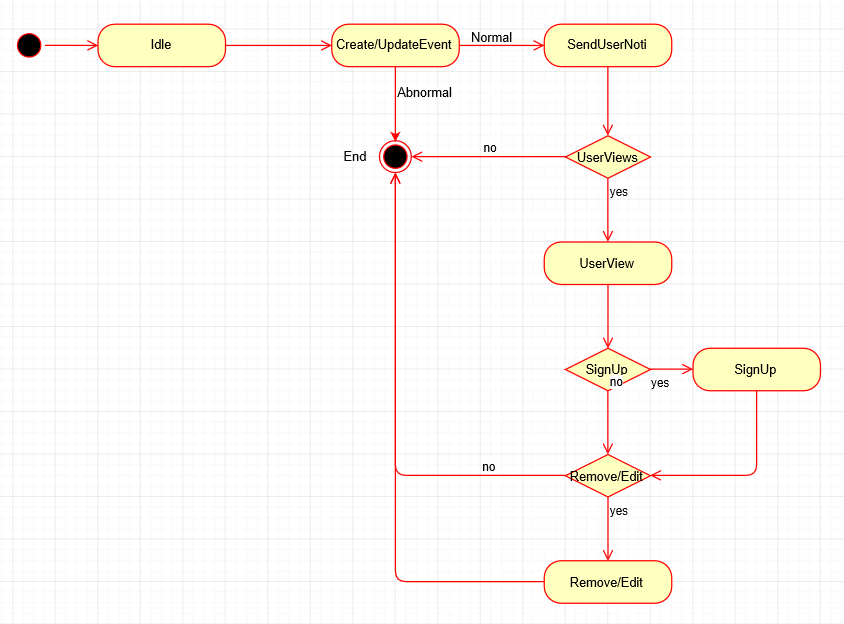 Idle
Create/UpdateEvent
Normal
SendUserNoti
Abnormal
End
no
UserViews
yes
UserView
SignUp
no
yes
SignUp
no
Remove/Edit
yes
Remove/Edit